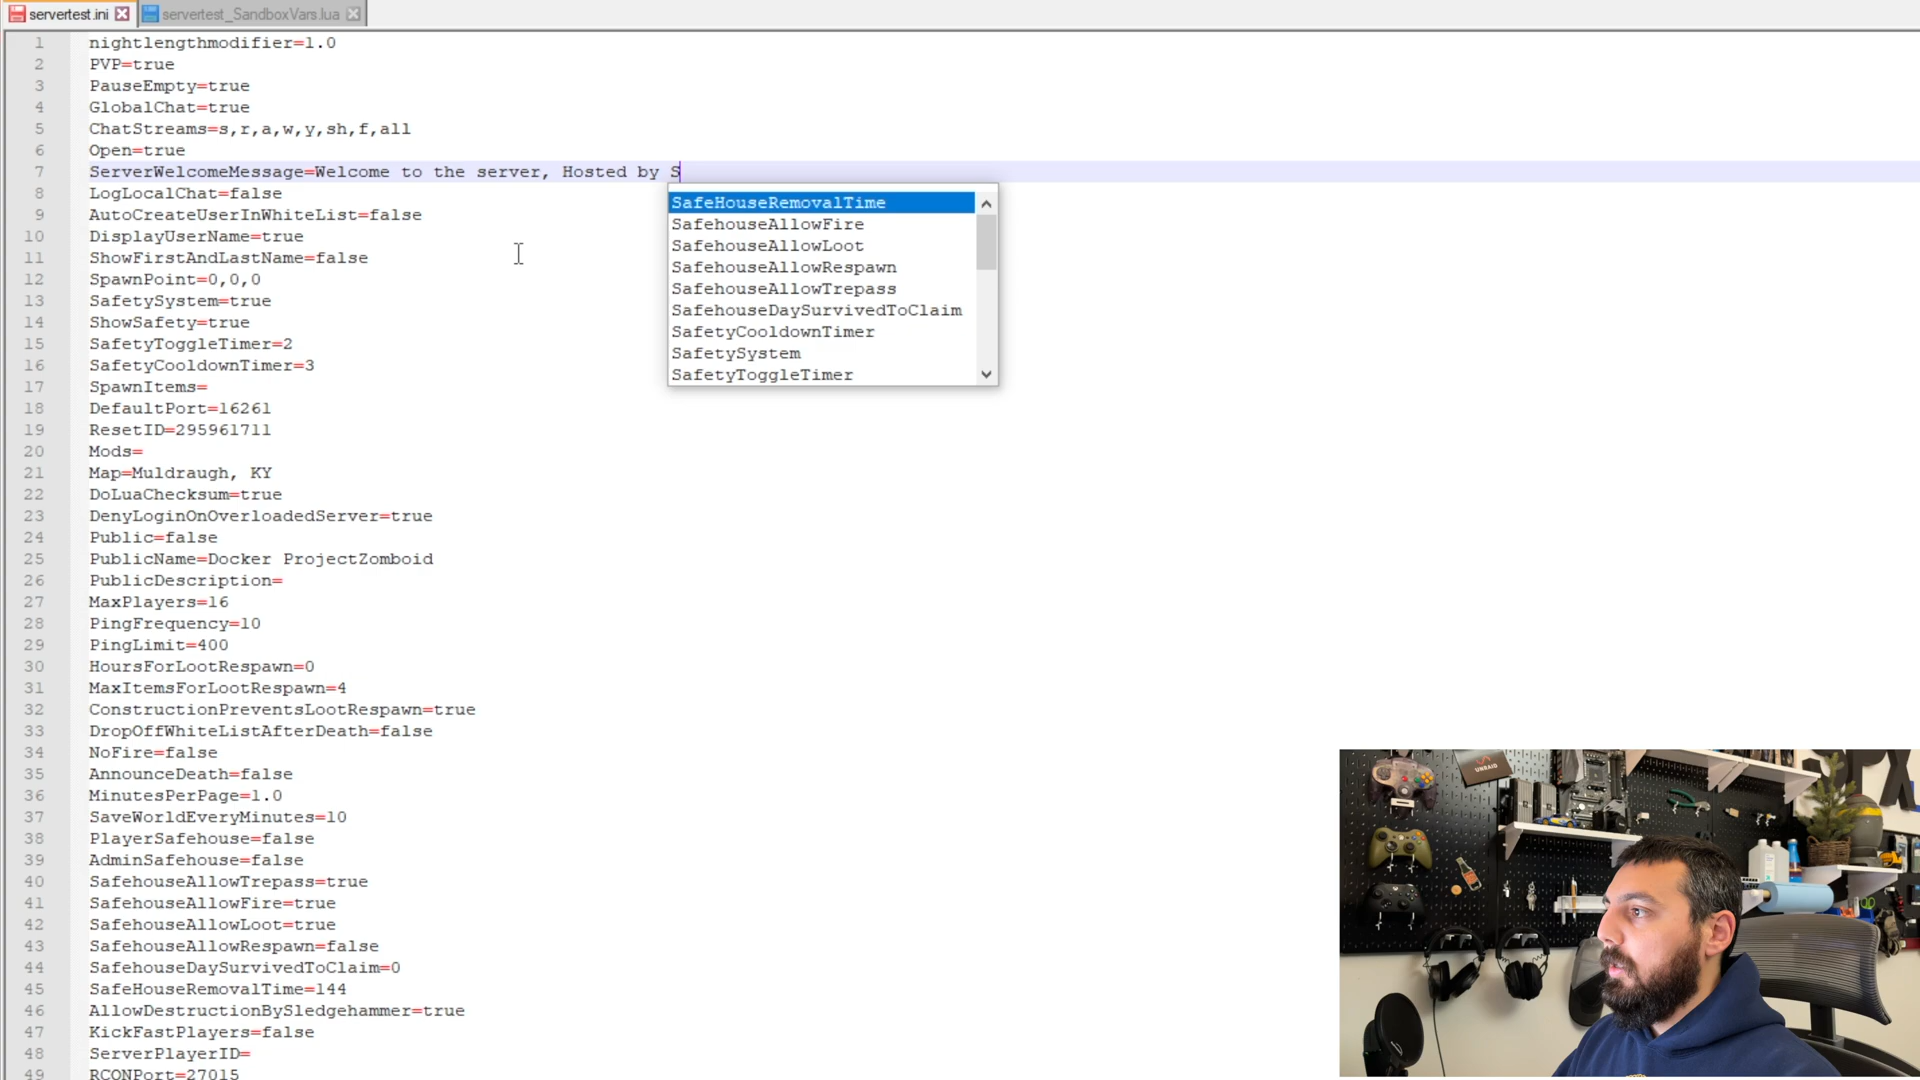 servertest.ini
servertest_SandboxVars.lua
1 nightlengthmodifier=1.0
2 PVP=true
3 PauseEmpty=true
4 GlobalChat=true
5 ChatStreams=s,r,a,w,y,sh,f,all
6 Open=true
7 ServerWelcomeMessage=Welcome to the server, Hosted by S
8 LogLocalChat=false
9 AutoCreateUserInWhiteList=false
10 DisplayUserName=true
11 ShowFirstAndLastName=false
12 SpawnPoint=0,0,0
13 SafetySystem=true
14 ShowSafety=true
15 SafetyToggleTimer=2
16 SafetyCooldownTimer=3
17 SpawnItems=
18 DefaultPort=16261
19 ResetID=295961711
20 Mods=
21 Map=Muldraugh, KY
22 DoLuaChecksum=true
23 DenyLoginOnOverloadedServer=true
24 Public=false
25 PublicName=Docker ProjectZomboid
26 PublicDescription=
27 MaxPlayers=16
28 PingFrequency=10
29 PingLimit=400
30 HoursForLootRespawn=0
31 MaxItemsForLootRespawn=4
32 ConstructionPreventsLootRespawn=true
33 DropOffWhiteListAfterDeath=false
34 NoFire=false
35 AnnounceDeath=false
36 MinutesPerPage=1.0
37 SaveWorldEveryMinutes=10
38 PlayerSafehouse=false
39 AdminSafehouse=false
40 SafehouseAllowTrepass=true
41 SafehouseAllowFire=true
42 SafehouseAllowLoot=true
43 SafehouseAllowRespawn=false
44 SafehouseDaySurvivedToClaim=0
45 SafeHouseRemovalTime=144
46 AllowDestructionBySledgehammer=true
47 KickFastPlayers=false
48 ServerPlayerID=
49 RCONPort=27015
SafeHouseRemovalTime
SafehouseAllowFire
SafehouseAllowLoot
SafehouseAllowRespawn
SafehouseAllowTrepass
SafehouseDaySurvivedToClaim
SafetyCooldownTimer
SafetySystem
SafetyToggleTimer
UNRAID